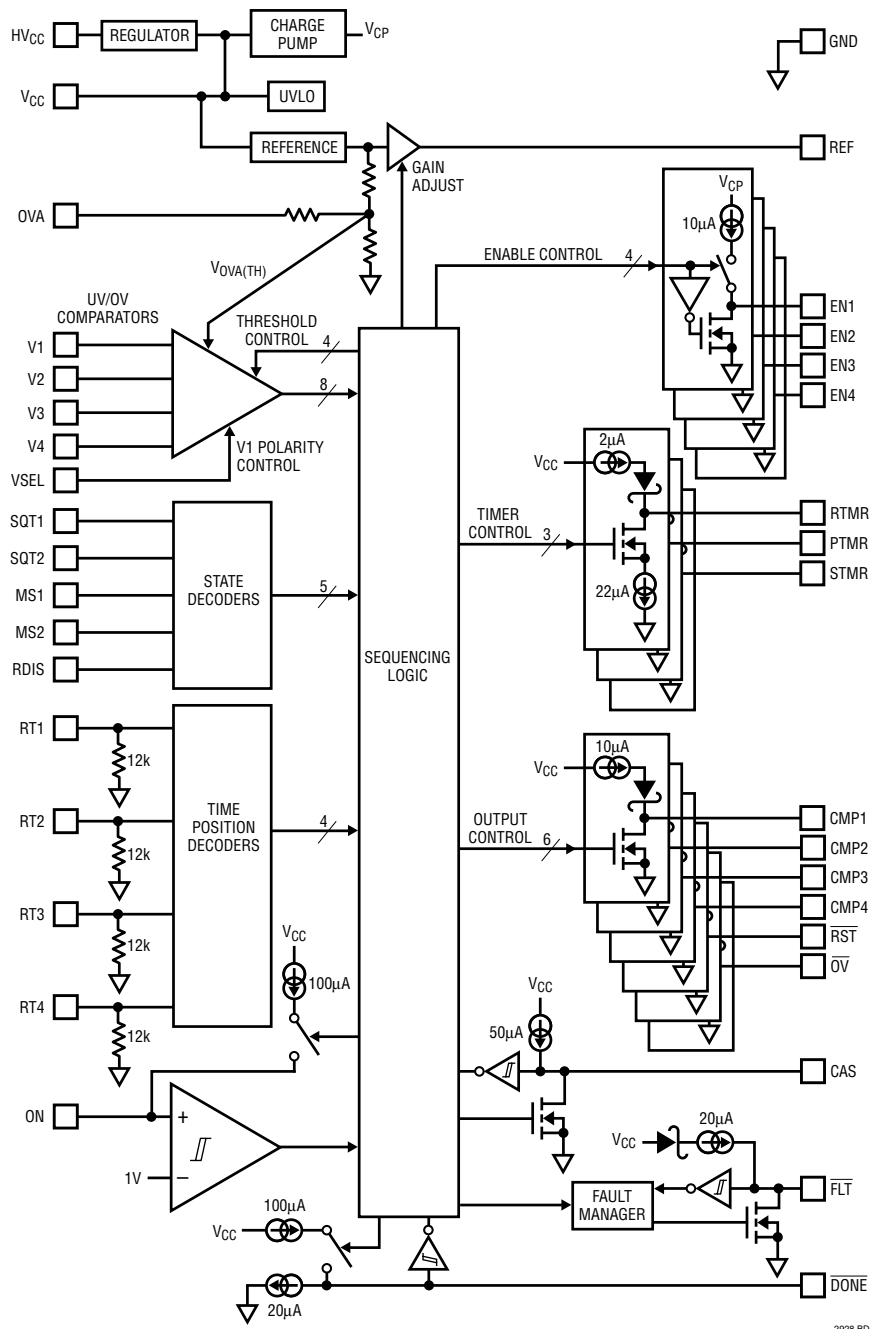 HVCC
REGULATOR
CHARGE
PUMP
VCP
GND
VCC
UVLO
REFERENCE
REF
GAIN
ADJUST
OVA
VOVA(TH)
VCP
10µA
ENABLE CONTROL
4
EN1
EN2
EN3
EN4
UV/OV
COMPARATORS
THRESHOLD
CONTROL
4
8
V1
V2
V3
V4
VSEL
V1 POLARITY
CONTROL
2µA
VCC
TIMER
CONTROL
3
22µA
RTMR
PTMR
STMR
SQT1
SQT2
MS1
MS2
RDIS
STATE
DECODERS
5
SEQUENCING
LOGIC
RT1
12k
RT2
12k
RT3
12k
RT4
12k
TIME
POSITION
DECODERS
4
10µA
VCC
OUTPUT
CONTROL
6
CMP1
CMP2
CMP3
CMP4
RST
OV
VCC
100µA
VCC
50µA
CAS
ON
+
1V
−
VCC
20µA
FAULT
MANAGER
FLT
100µA
VCC
20µA
DONE
2928 BD